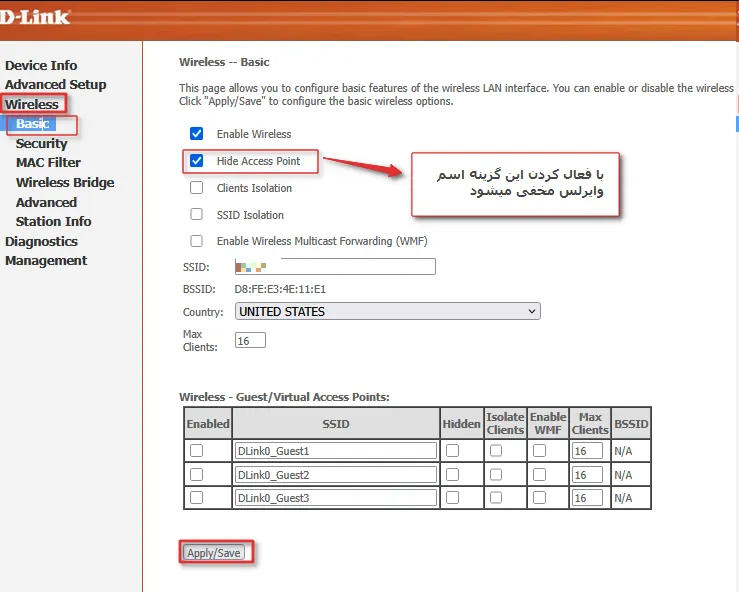 D-Link
Device Info
Advanced Setup
Wireless
Basic
Security
MAC Filter
Wireless Bridge
Advanced
Station Info
Diagnostics
Management
Wireless -- Basic
This page allows you to configure basic features of the wireless LAN interface. You can enable or disable the wireless
Click "Apply/Save" to configure the basic wireless options.
Enable Wireless
Hide Access Point
با فعال کردن این گزینه اسم
وایرلس مخفی میشود
Clients Isolation
SSID Isolation
Enable Wireless Multicast Forwarding (WMF)
SSID:
BSSID: D8:FE:E3:4E:11:E1
Country: UNITED STATES
Max
Clients: 16
Wireless - Guest/Virtual Access Points:
Enabled SSID Hidden Isolate Clients Enable WMF Max Clients BSSID
DLink0_Guest1 16 N/A
DLink0_Guest2 16 N/A
DLink0_Guest3 16 N/A
Apply/Save